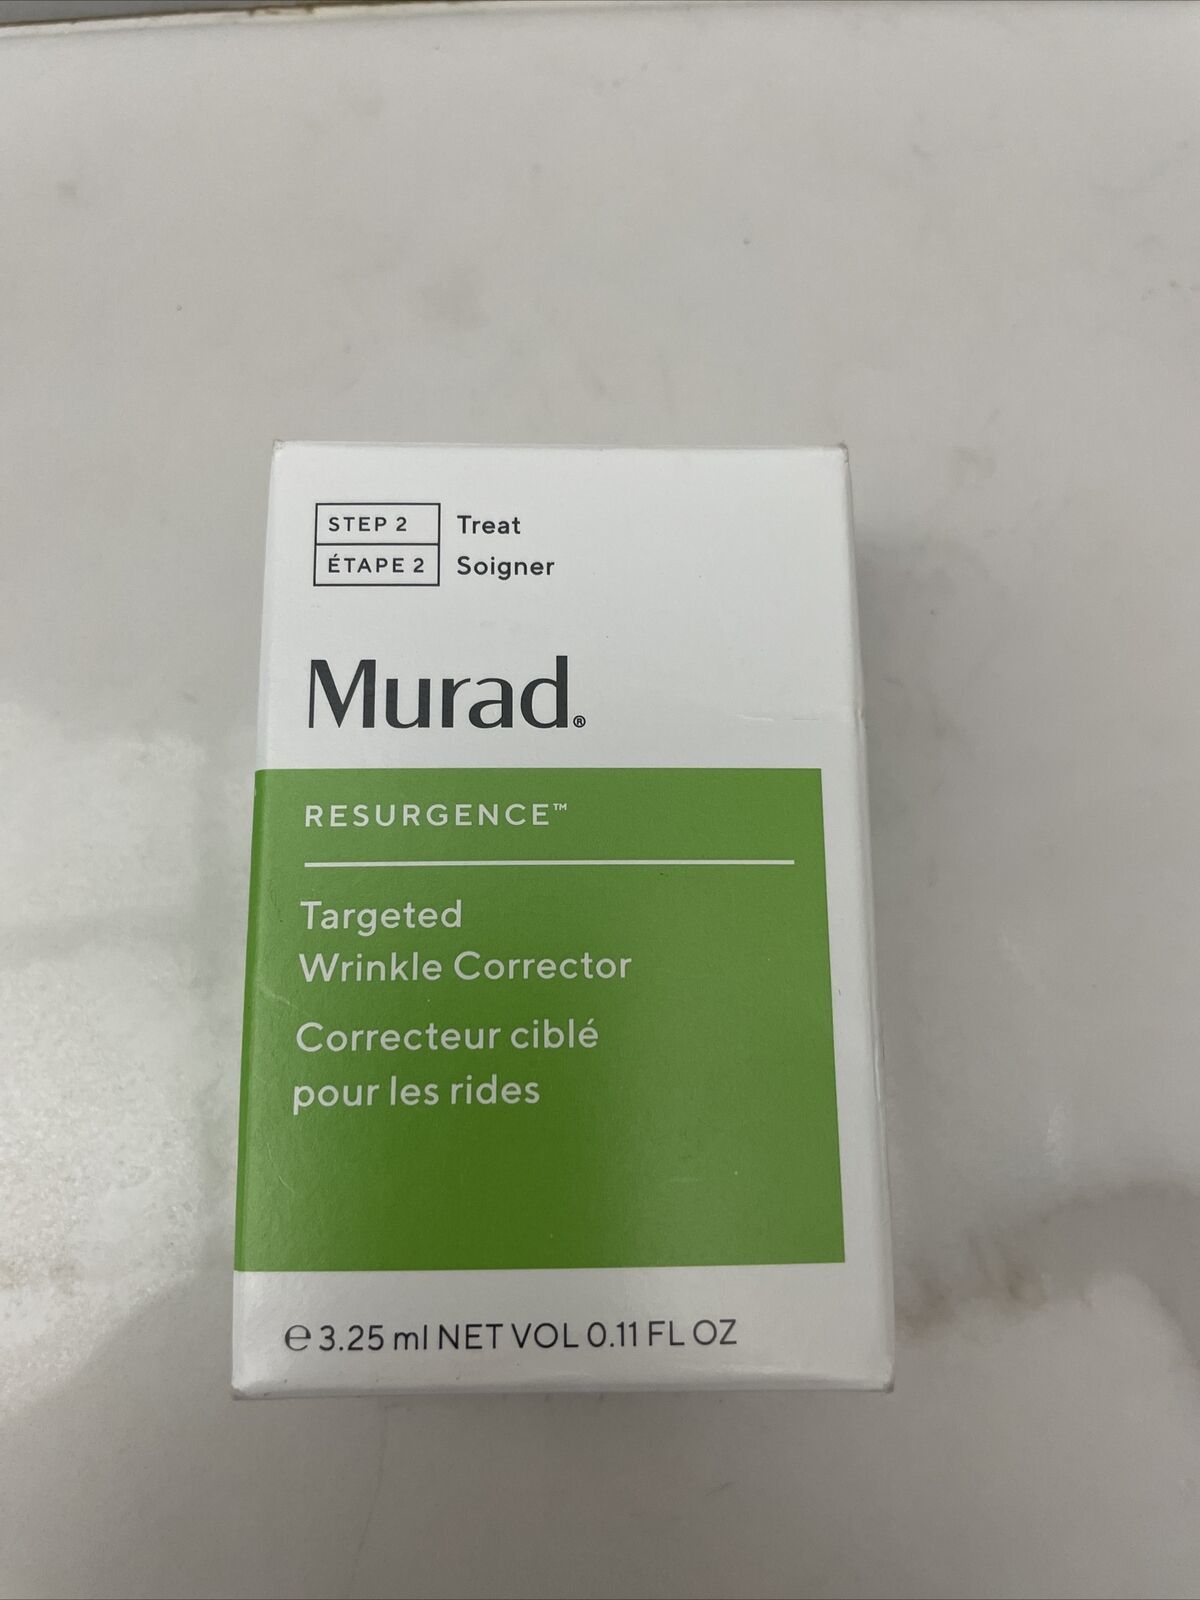 STEP 2 Treat
ÉTAPE 2 Soigner
Murad®
RESURGENCE™
Targeted
Wrinkle Corrector
Correcteur ciblé
pour les rides
℮ 3.25 ml NET VOL 0.11 FL OZ